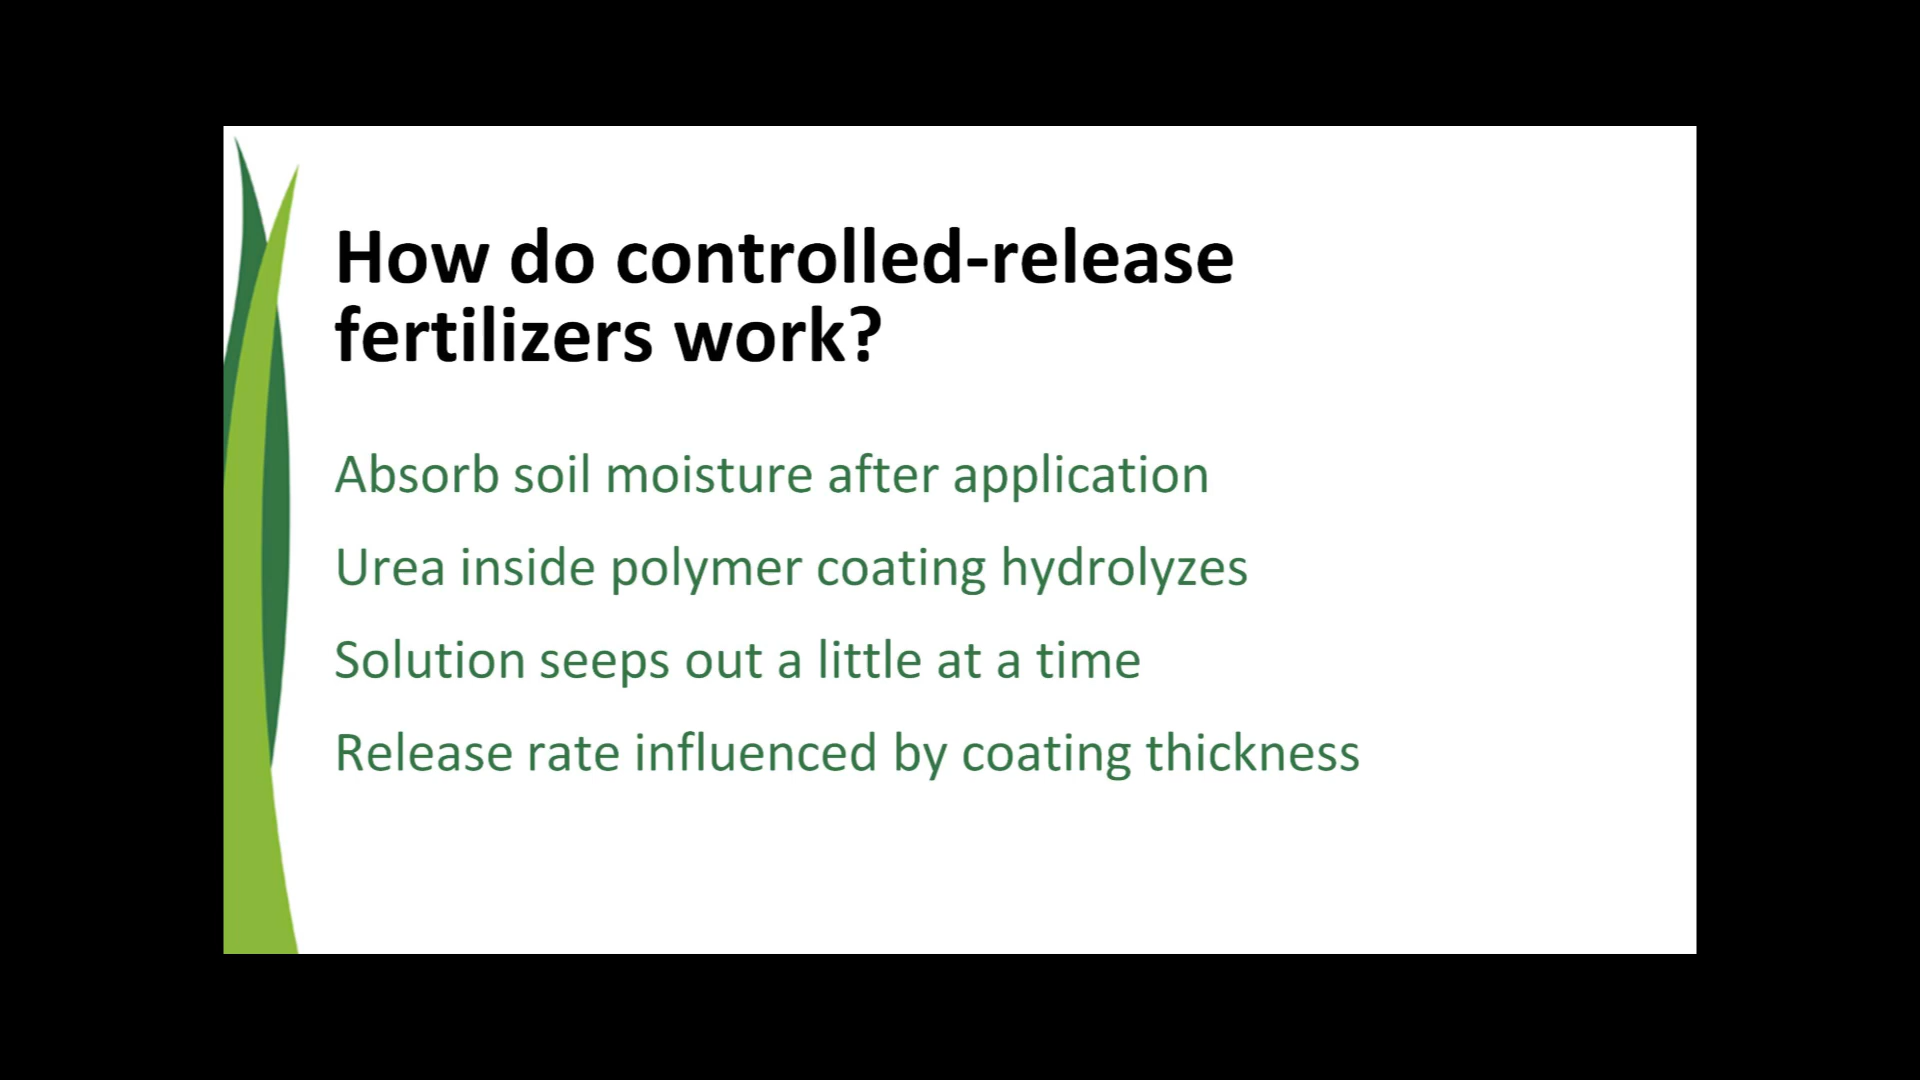 How do controlled-release
fertilizers work?
Absorb soil moisture after application
Urea inside polymer coating hydrolyzes
Solution seeps out a little at a time
Release rate influenced by coating thickness